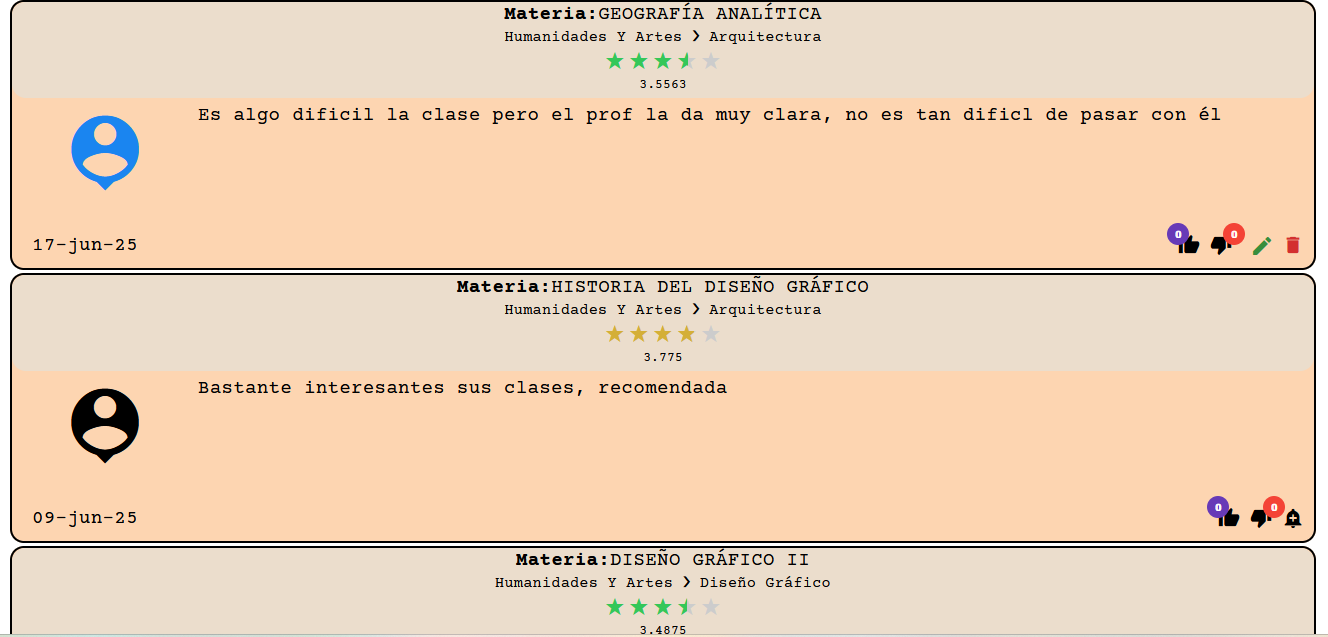 Materia:GEOGRAFÍA ANALÍTICA
Humanidades Y Artes > Arquitectura
3.5563
Es algo dificil la clase pero el prof la da muy clara, no es tan dificl de pasar con él
17-jun-25
0 0
Materia:HISTORIA DEL DISEÑO GRÁFICO
Humanidades Y Artes > Arquitectura
3.775
Bastante interesantes sus clases, recomendada
09-jun-25
0 0
Materia:DISEÑO GRÁFICO II
Humanidades Y Artes > Diseño Gráfico
3.4875